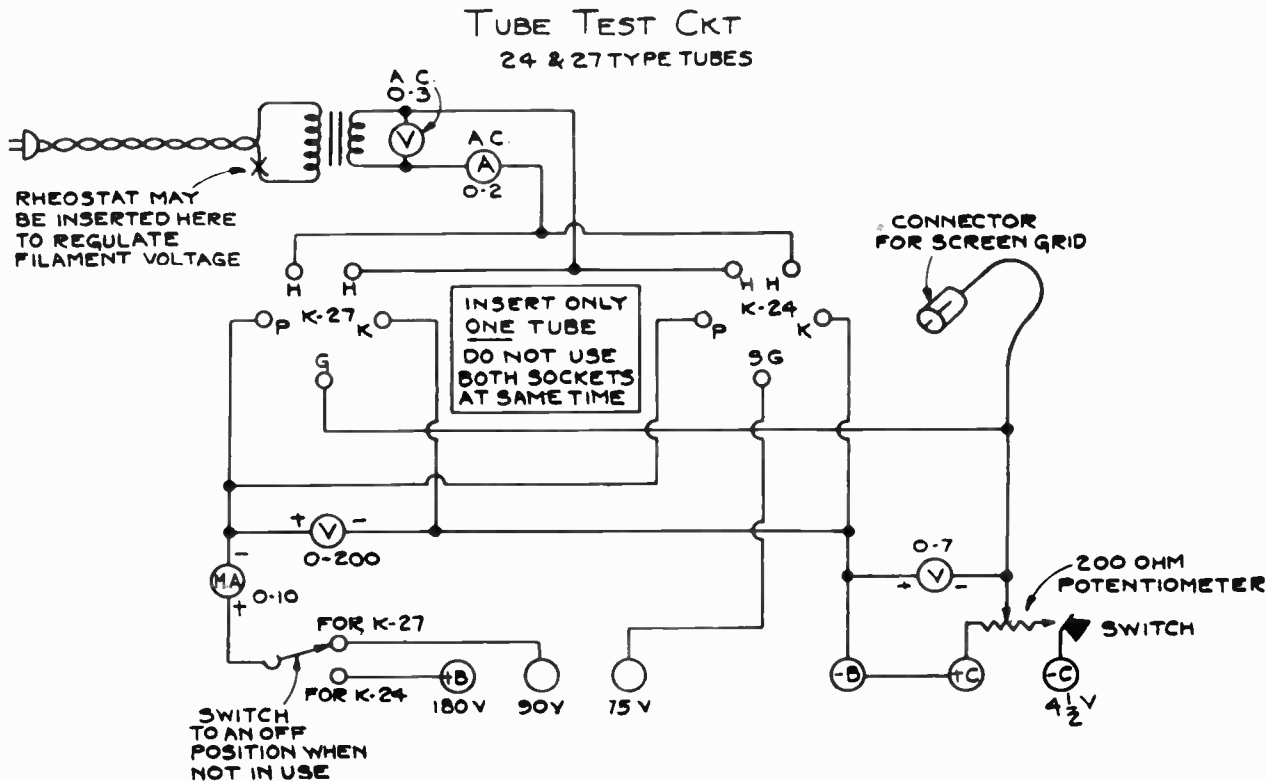 TUBE TEST CKT
24 & 27 TYPE TUBES
A C.
0-3
V
A C.
A
0-2
RHEOSTAT MAY
BE INSERTED HERE
TO REGULATE
FILAMENT VOLTAGE
CONNECTOR
FOR SCREEN GRID
H H
H H
P K-27 K
G
INSERT ONLY
ONE TUBE
DO NOT USE
BOTH SOCKETS
AT SAME TIME
K-24
P K
SG
+ V -
0-200
-
MA
+ 0-10
0-7
+ V -
200 OHM
POTENTIOMETER
SWITCH
FOR K-27
FOR K-24
+B
180 V
90V
75 V
-B
+C
-C
4 1/2 V
SWITCH
TO AN OFF
POSITION WHEN
NOT IN USE